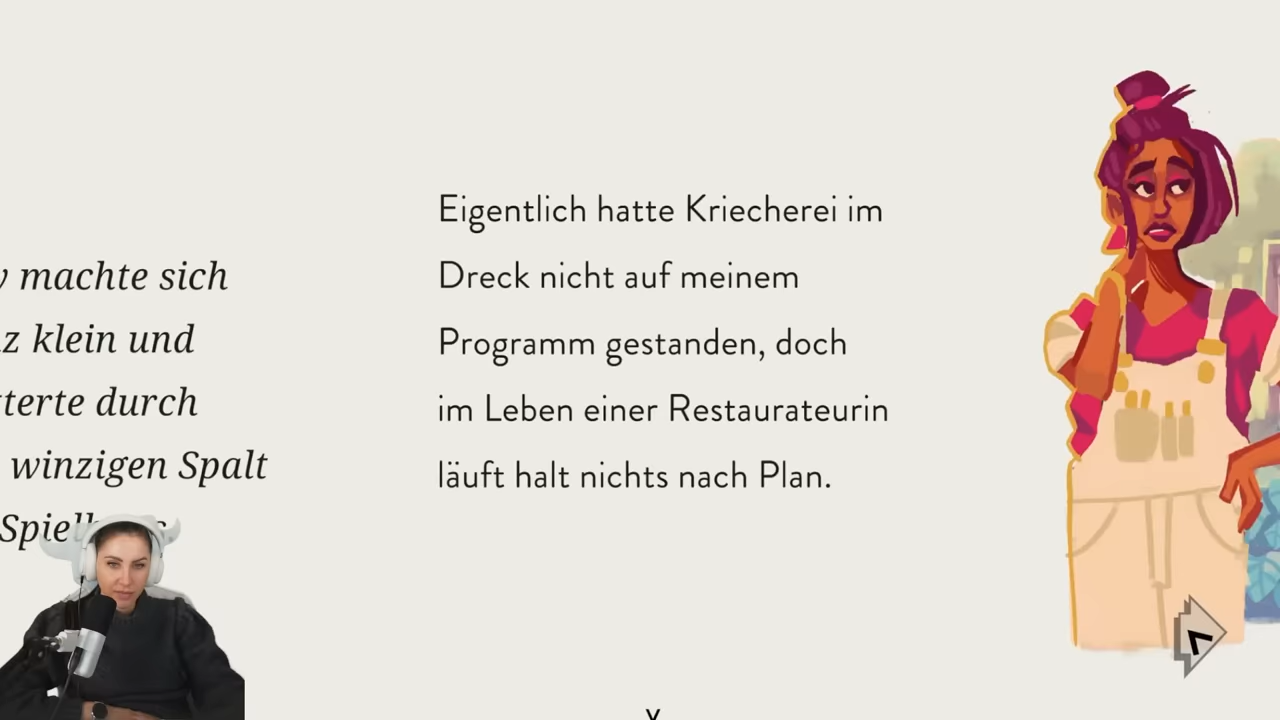 machte sich
klein und
durch
winzigen Spalt
Eigentlich hatte Kriecherei im
Dreck nicht auf meinem
Programm gestanden, doch
im Leben einer Restaurateurin
läuft halt nichts nach Plan.